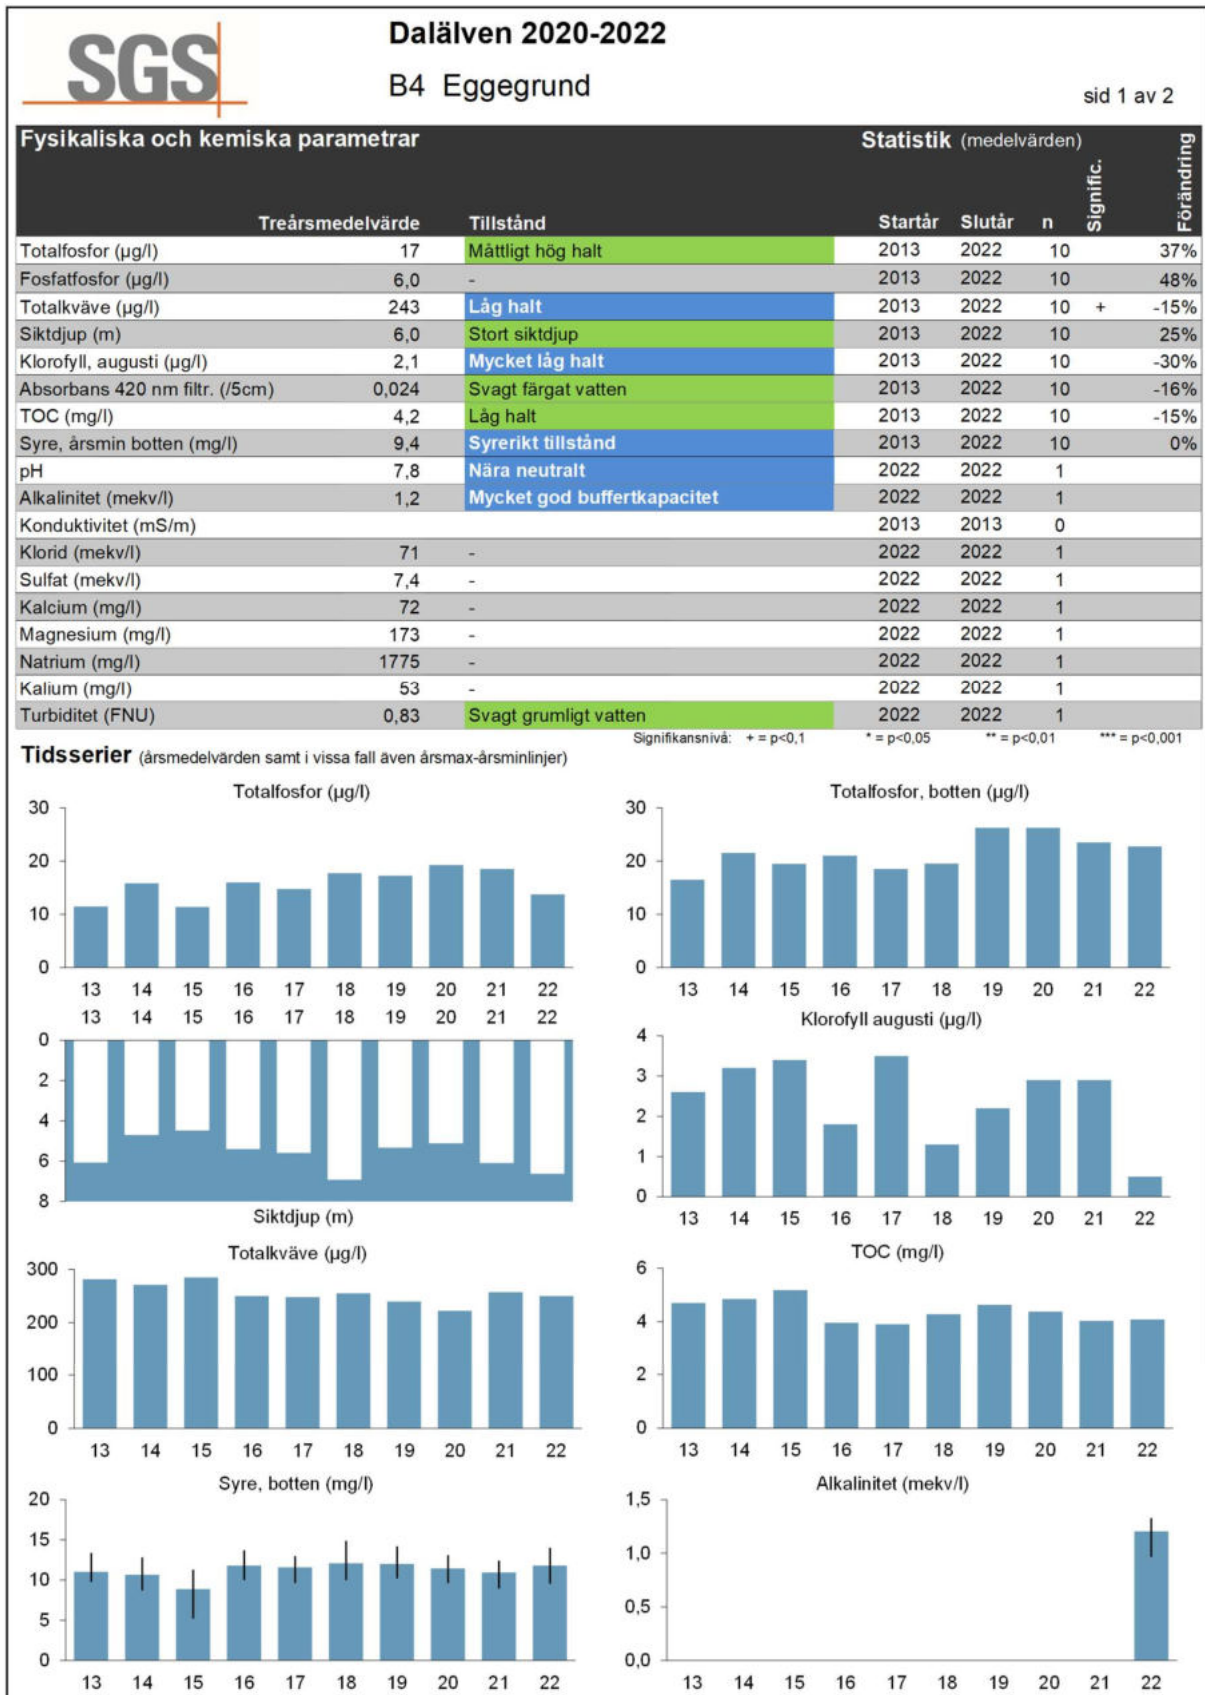 SGS
Dalälven 2020-2022
B4 Eggegrund
sid 1 av 2
Fysikaliska och kemiska parametrar Statistik (medelvärden)
Treårsmedelvärde Tillstånd Startår Slutår n Signific. Förändring
Totalfosfor (µg/l) 17 Måttligt hög halt 2013 2022 10 37%
Fosfatfosfor (µg/l) 6,0 - 2013 2022 10 48%
Totalkväve (µg/l) 243 Låg halt 2013 2022 10 + -15%
Siktdjup (m) 6,0 Stort siktdjup 2013 2022 10 25%
Klorofyll, augusti (µg/l) 2,1 Mycket låg halt 2013 2022 10 -30%
Absorbans 420 nm filtr. (/5cm) 0,024 Svagt färgat vatten 2013 2022 10 -16%
TOC (mg/l) 4,2 Låg halt 2013 2022 10 -15%
Syre, årsmin botten (mg/l) 9,4 Syrerikt tillstånd 2013 2022 10 0%
pH 7,8 Nära neutralt 2022 2022 1
Alkalinitet (mekv/l) 1,2 Mycket god buffertkapacitet 2022 2022 1
Konduktivitet (mS/m) 2013 2013 0
Klorid (mekv/l) 71 - 2022 2022 1
Sulfat (mekv/l) 7,4 - 2022 2022 1
Kalcium (mg/l) 72 - 2022 2022 1
Magnesium (mg/l) 173 - 2022 2022 1
Natrium (mg/l) 1775 - 2022 2022 1
Kalium (mg/l) 53 - 2022 2022 1
Turbiditet (FNU) 0,83 Svagt grumligt vatten 2022 2022 1
Signifikansnivå: + = p<0,1 * = p<0,05 ** = p<0,01 *** = p<0,001
Tidsserier (årsmedelvärden samt i vissa fall även årsmax-årsminlinjer)
Totalfosfor (µg/l)
30
20
10
0
13 14 15 16 17 18 19 20 21 22
Totalfosfor, botten (µg/l)
30
20
10
0
13 14 15 16 17 18 19 20 21 22
13 14 15 16 17 18 19 20 21 22
0
2
4
6
8
Siktdjup (m)
Klorofyll augusti (µg/l)
4
3
2
1
0
13 14 15 16 17 18 19 20 21 22
Totalkväve (µg/l)
300
200
100
0
13 14 15 16 17 18 19 20 21 22
TOC (mg/l)
6
4
2
0
13 14 15 16 17 18 19 20 21 22
Syre, botten (mg/l)
20
15
10
5
0
13 14 15 16 17 18 19 20 21 22
Alkalinitet (mekv/l)
1,5
1,0
0,5
0,0
13 14 15 16 17 18 19 20 21 22